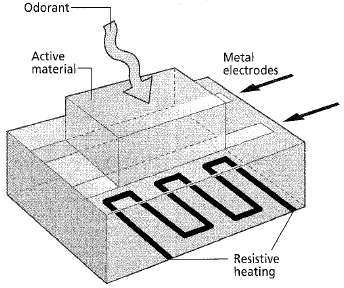 Odorant
Active
material
Metal
electrodes
Resistive
heating